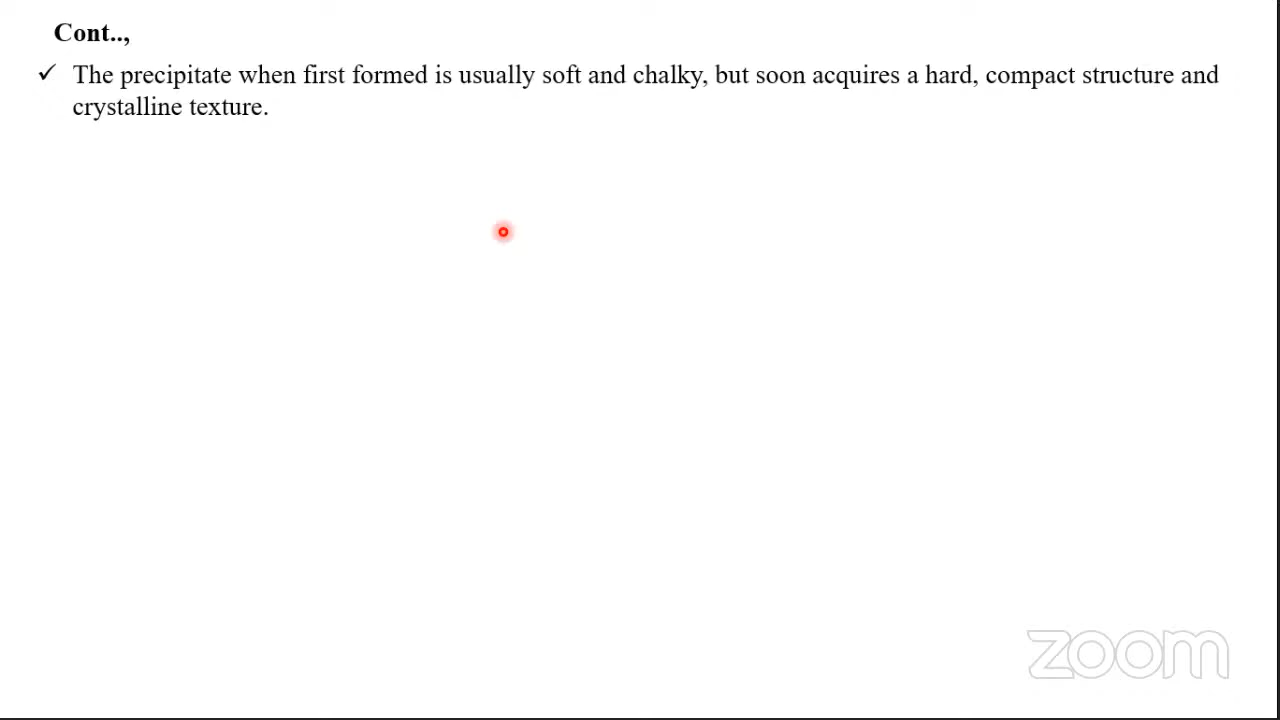 Cont..,
✓ The precipitate when first formed is usually soft and chalky, but soon acquires a hard, compact structure and
crystalline texture.
zoom